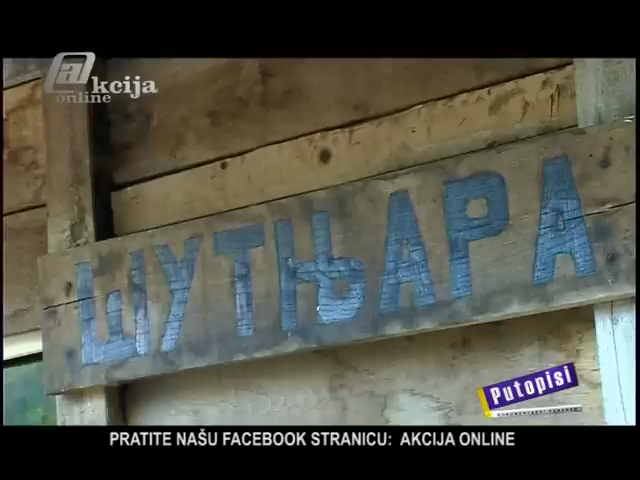 @kcija
online
ШУТЊАРА
Putopisi
PRATITE NAŠU FACEBOOK STRANICU: AKCIJA ONLINE